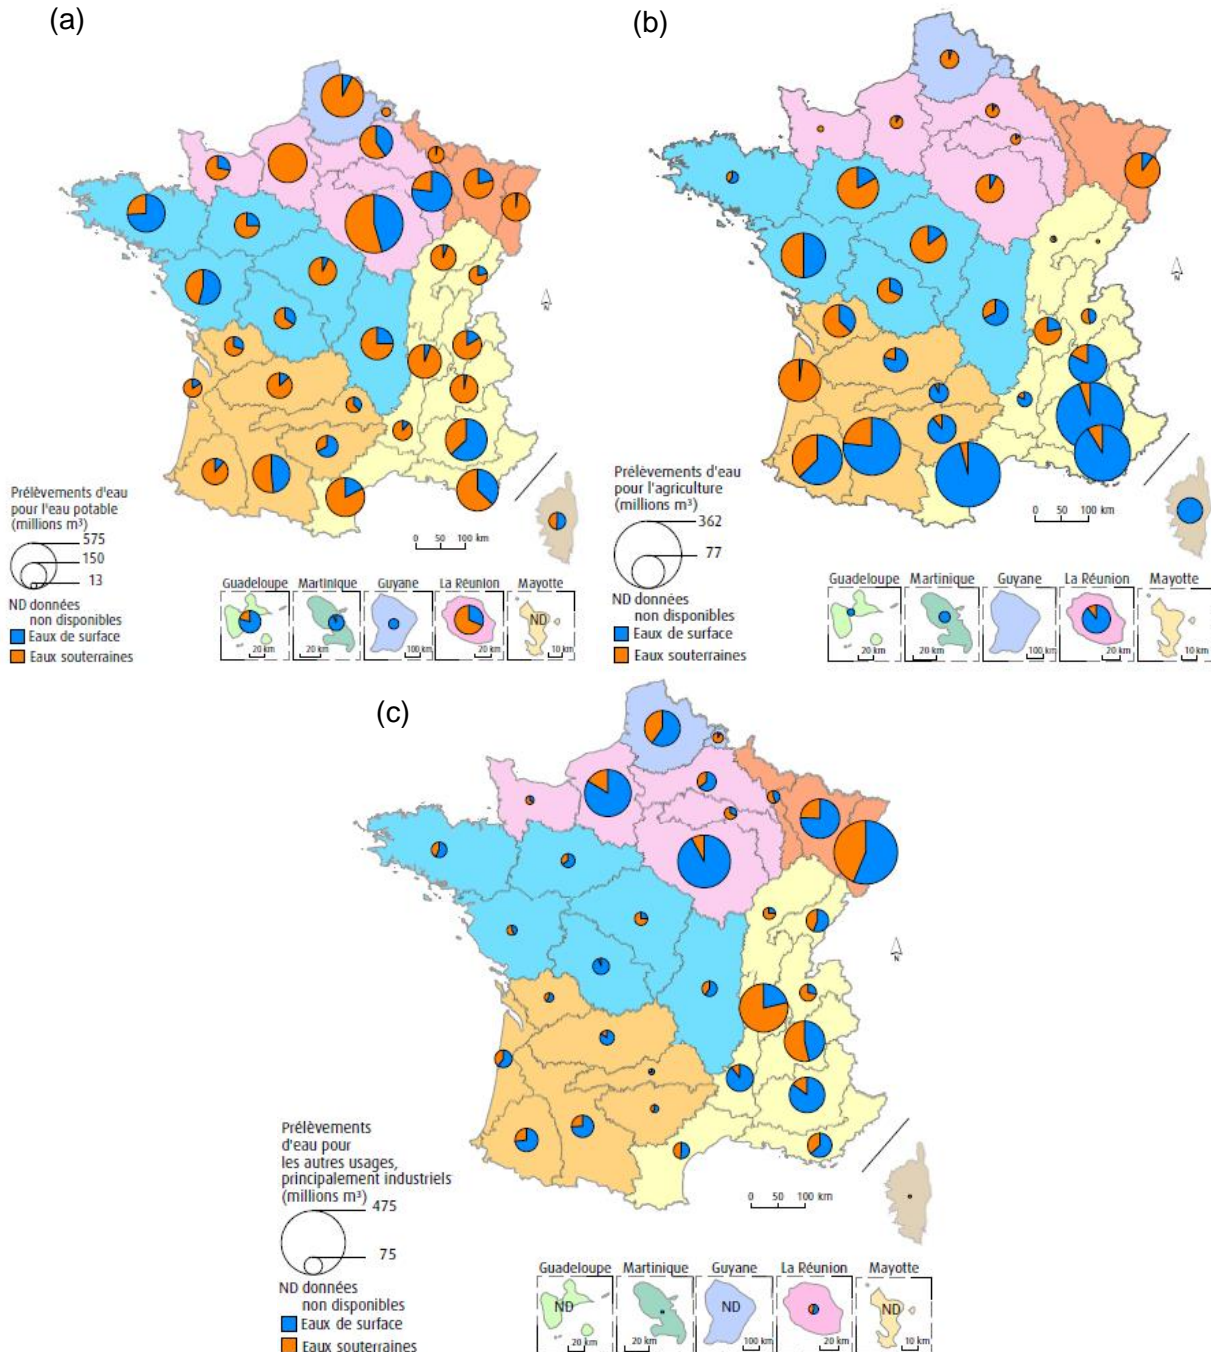 (a)
N
Prélèvements d'eau
pour l'eau potable
(millions m³)
575
150
13
ND données
non disponibles
Eaux de surface
Eaux souterraines
0 50 100 km
Guadeloupe
20 km
Martinique
20 km
Guyane
100 km
La Réunion
20 km
Mayotte
ND
10 km
(b)
N
Prélèvements d'eau
pour l'agriculture
(millions m³)
362
77
ND données
non disponibles
Eaux de surface
Eaux souterraines
0 50 100 km
Guadeloupe
20 km
Martinique
20 km
Guyane
100 km
La Réunion
20 km
Mayotte
10 km
(c)
N
Prélèvements
d'eau pour
les autres usages,
principalement industriels
(millions m³)
475
75
ND données
non disponibles
Eaux de surface
Eaux souterraines
0 50 100 km
Guadeloupe
ND
20 km
Martinique
20 km
Guyane
ND
100 km
La Réunion
20 km
Mayotte
ND
10 km